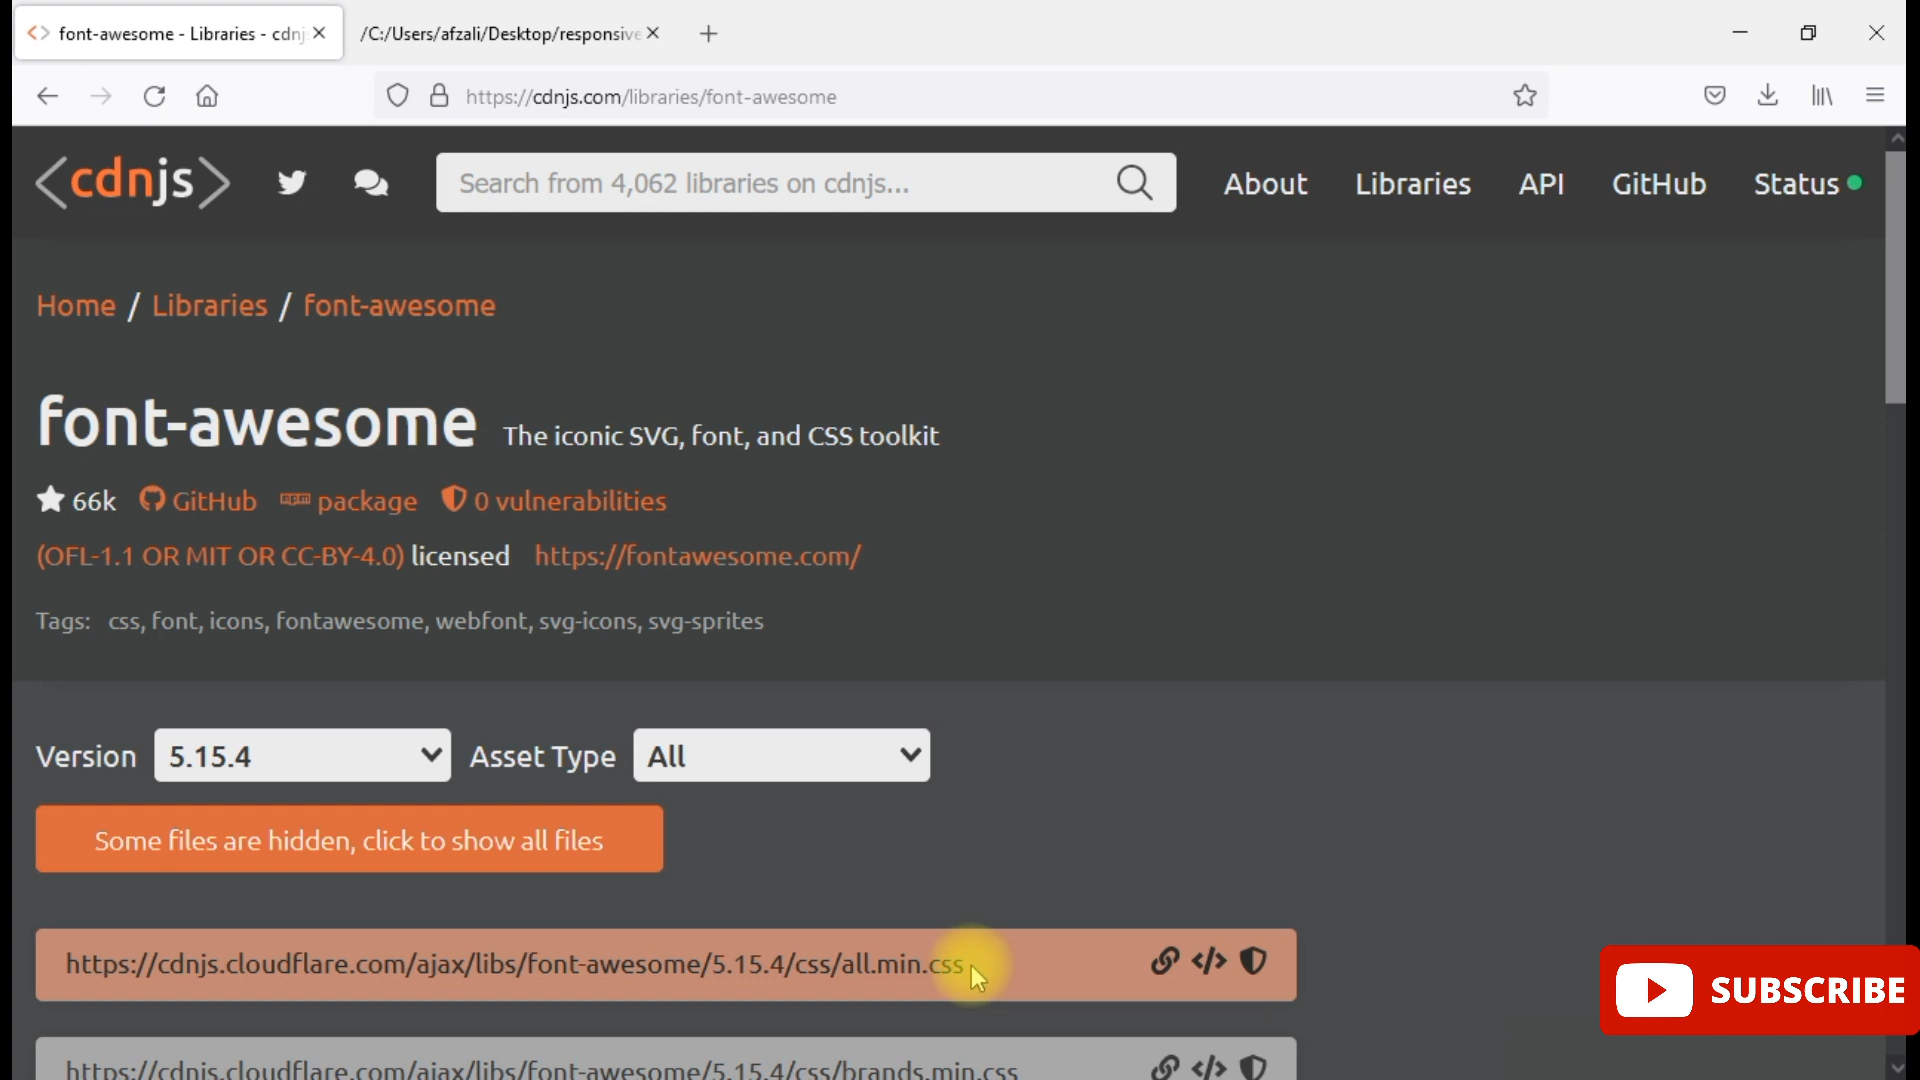 font-awesome - Libraries - cdnj
/C:/Users/afzali/Desktop/responsive
https://cdnjs.com/libraries/font-awesome
<cdnjs>
Search from 4,062 libraries on cdnjs...
About
Libraries
API
GitHub
Status
Home / Libraries / font-awesome
font-awesome The iconic SVG, font, and CSS toolkit
66k GitHub npm package 0 vulnerabilities
(OFL-1.1 OR MIT OR CC-BY-4.0) licensed https://fontawesome.com/
Tags: css, font, icons, fontawesome, webfont, svg-icons, svg-sprites
Version 5.15.4 Asset Type All
Some files are hidden, click to show all files
https://cdnjs.cloudflare.com/ajax/libs/font-awesome/5.15.4/css/all.min.css
SUBSCRIBE
https://cdnjs.cloudflare.com/ajax/libs/font-awesome/5.15.4/css/brands.min.css